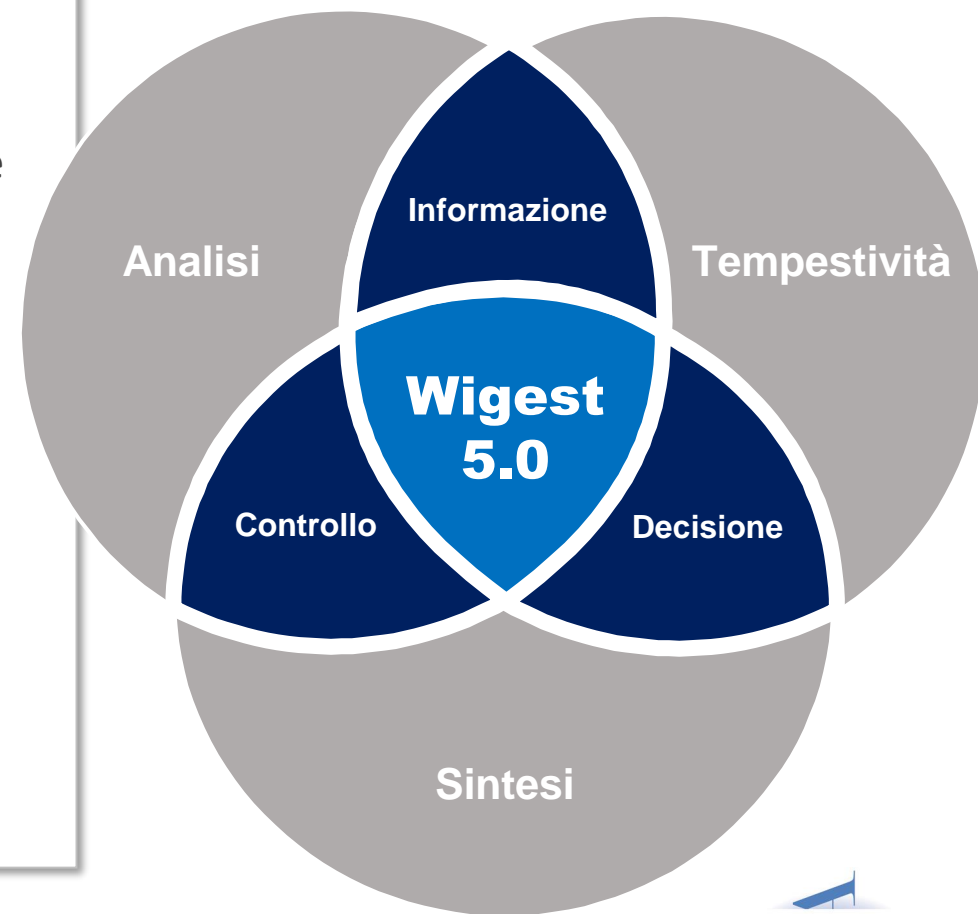 e
Informazione
Analisi
Tempestività
Wigest
5.0
Controllo
Decisione
Sintesi